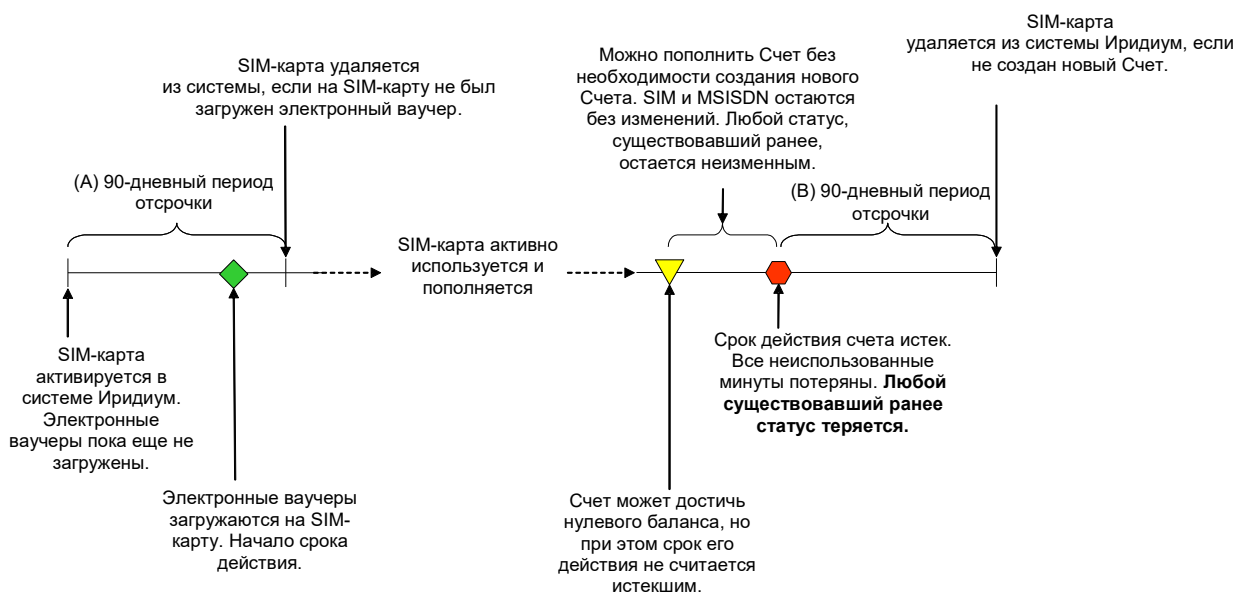 SIM-карта удаляется
из системы, если на SIM-карту не был
загружен электронный ваучер.
Можно пополнить Счет без
необходимости создания нового
Счета. SIM и MSISDN остаются
без изменений. Любой статус,
существовавший ранее,
остается неизменным.
SIM-карта
удаляется из системы Иридиум, если
не создан новый Счет.
(A) 90-дневный период
отсрочки
(B) 90-дневный период
отсрочки
SIM-карта активно
используется и
пополняется
SIM-карта
активируется в
системе Иридиум.
Электронные
ваучеры пока еще не
загружены.
Электронные ваучеры
загружаются на SIM-
карту. Начало срока
действия.
Срок действия счета истек.
Все неиспользованные
минуты потеряны. Любой
существовавший ранее
статус теряется.
Счет может достичь
нулевого баланса, но
при этом срок его
действия не считается
истекшим.